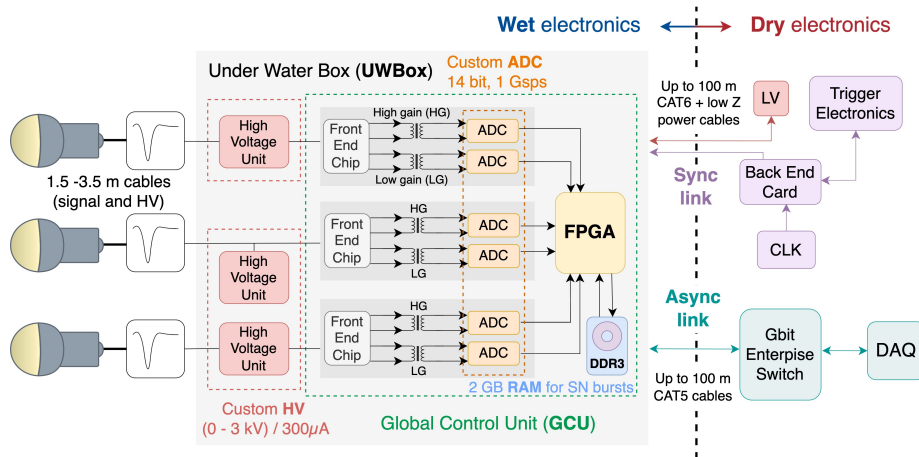 Wet electronics
Dry electronics
Under Water Box (UWBox)
Custom ADC
14 bit, 1 Gsps
Up to 100 m
CAT6 + low Z
power cables
LV
Trigger
Electronics
High
Voltage
Unit
Front
End
Chip
High gain (HG)
Low gain (LG)
ADC
ADC
1.5 -3.5 m cables
(signal and HV)
Sync
link
Back End
Card
CLK
High
Voltage
Unit
Front
End
Chip
HG
LG
ADC
ADC
FPGA
High
Voltage
Unit
Front
End
Chip
HG
LG
ADC
ADC
DDR3
2 GB RAM for SN bursts
Async
link
Gbit
Enterpise
Switch
DAQ
Up to 100 m
CAT5 cables
Custom HV
(0 - 3 kV) / 300µA
Global Control Unit (GCU)